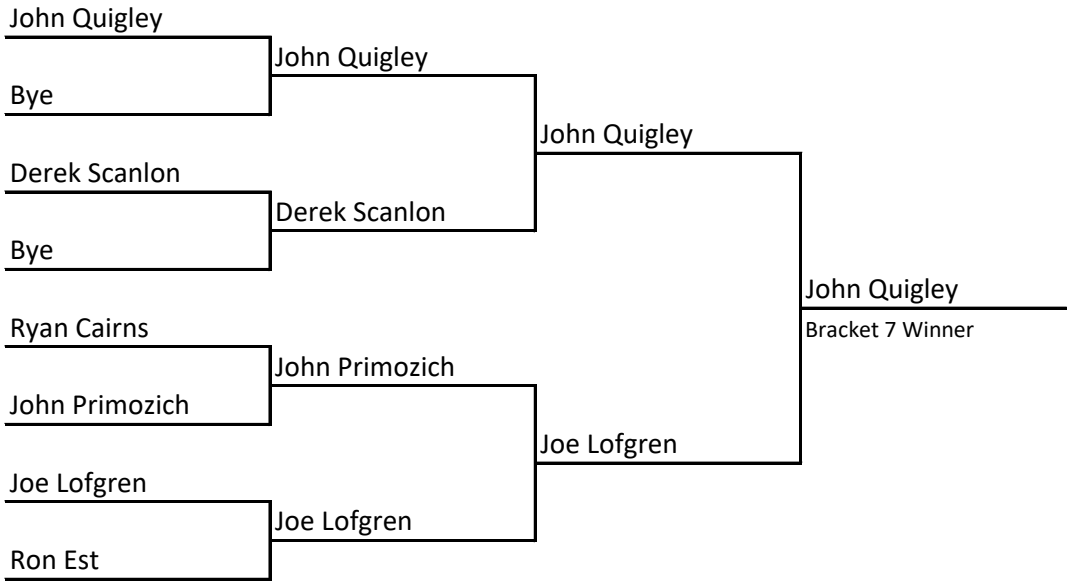 John Quigley
Bye
Derek Scanlon
Bye
Ryan Cairns
John Primozich
Joe Lofgren
Ron Est
John Quigley
Derek Scanlon
John Primozich
Joe Lofgren
John Quigley
Joe Lofgren
John Quigley
Bracket 7 Winner